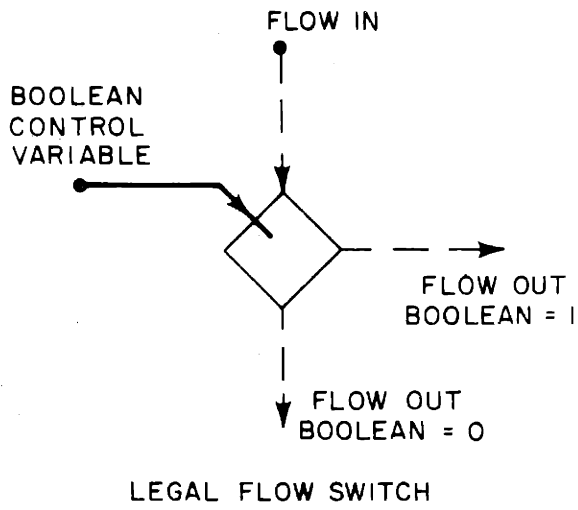 FLOW IN
BOOLEAN
CONTROL
VARIABLE
FLOW OUT
BOOLEAN = 1
FLOW OUT
BOOLEAN = 0
LEGAL FLOW SWITCH